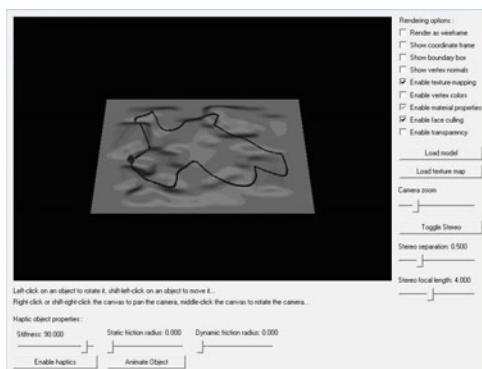 Rendering options :
Render as wireframe
Show coordinate frame
Show boundary box
Show vertex normals
Enable texture-mapping
Enable vertex colors
Enable material properties
Enable face culling
Enable transparency
Load model
Load texture map
Camera zoom
Toggle Stereo
Stereo separation: 0.500
Stereo focal length: 4.000
Left-click on an object to rotate it, shift-left-click on an object to move it...
Right-click or shift-right-click the canvas to pan the camera, middle-click the canvas to rotate the camera...
Haptic object properties :
Stiffness: 90.000
Static friction radius: 0.000
Dynamic friction radius: 0.000
Enable haptics
Animate Object